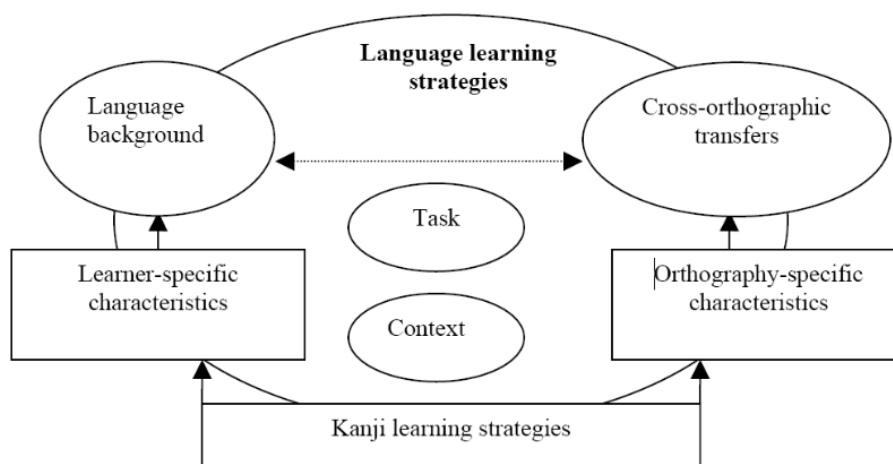 Language learning
strategies
Language
background
Cross-orthographic
transfers
Task
Learner-specific
characteristics
Orthography-specific
characteristics
Context
Kanji learning strategies